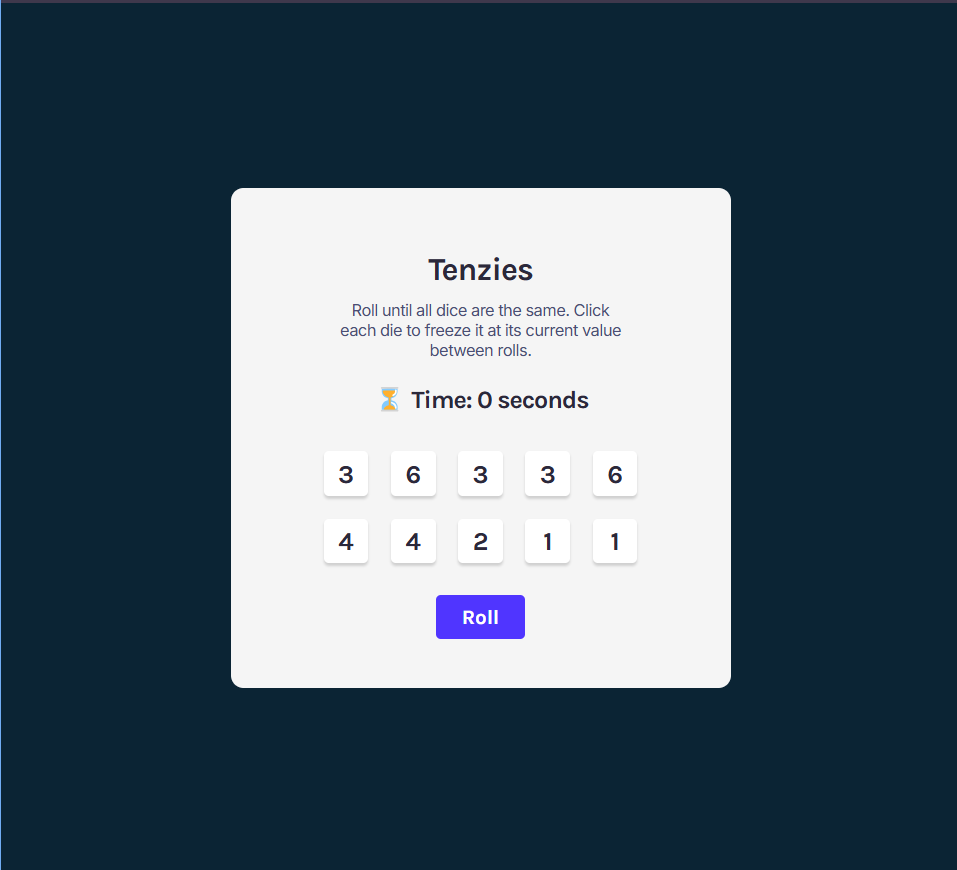 Tenzies
Roll until all dice are the same. Click
each die to freeze it at its current value
between rolls.
⏳ Time: 0 seconds
3 6 3 3 6
4 4 2 1 1
Roll